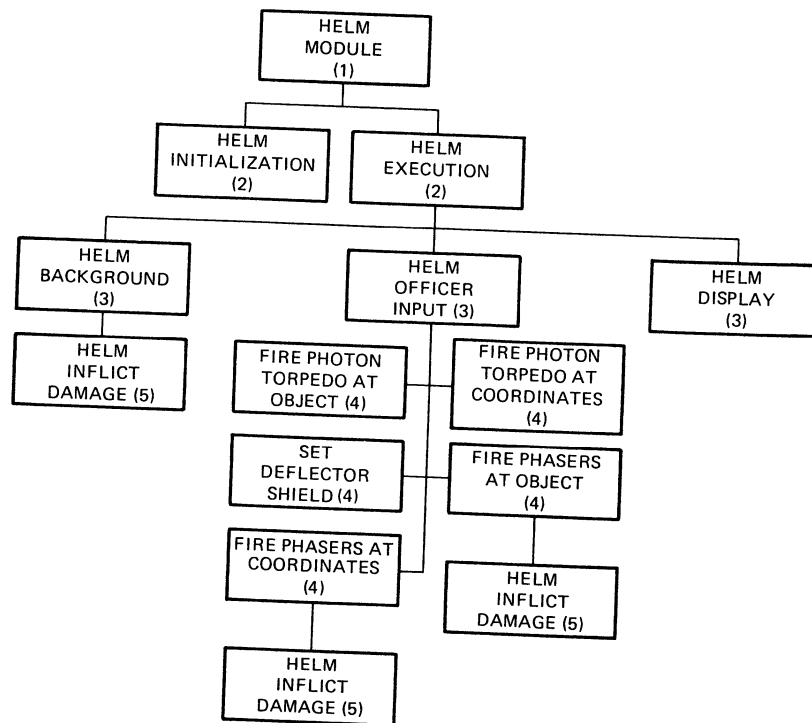 HELM
MODULE
(1)
HELM
INITIALIZATION
(2)
HELM
EXECUTION
(2)
HELM
BACKGROUND
(3)
HELM
OFFICER
INPUT (3)
HELM
DISPLAY
(3)
HELM
INFLICT
DAMAGE (5)
FIRE PHOTON
TORPEDO AT
OBJECT (4)
FIRE PHOTON
TORPEDO AT
COORDINATES
(4)
SET
DEFLECTOR
SHIELD (4)
FIRE PHASERS
AT OBJECT
(4)
FIRE PHASERS AT
COORDINATES
(4)
HELM
INFLICT
DAMAGE (5)
HELM
INFLICT
DAMAGE (5)